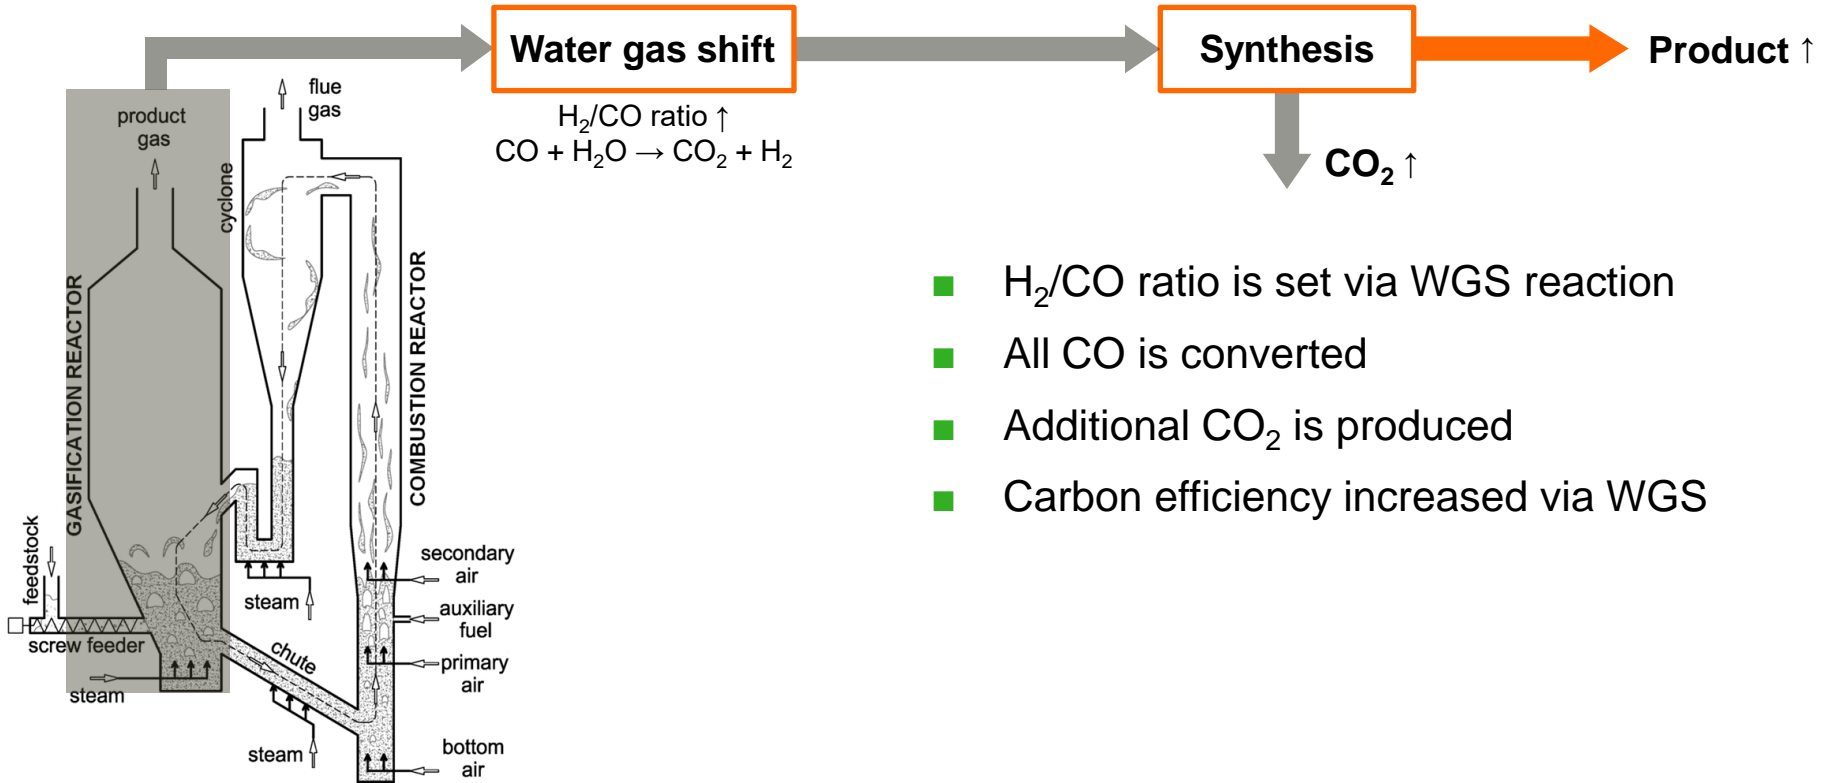 Water gas shift
Synthesis
Product ↑
H₂/CO ratio ↑
CO + H₂O → CO₂ + H₂
CO₂ ↑
flue
gas
product
gas
cyclone
GASIFICATION REACTOR
COMBUSTION REACTOR
feedstock
screw feeder
steam
steam
chute
steam
secondary
air
auxiliary
fuel
primary
air
bottom
air
■ H₂/CO ratio is set via WGS reaction
■ All CO is converted
■ Additional CO₂ is produced
■ Carbon efficiency increased via WGS